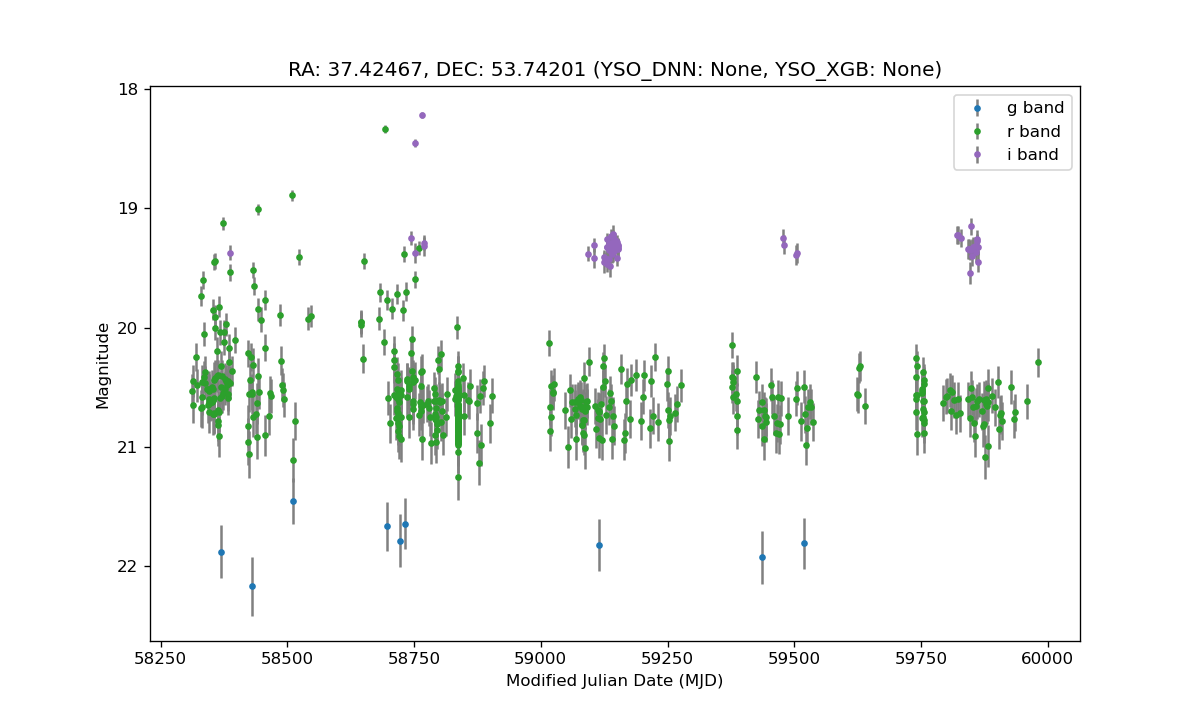 RA: 37.42467, DEC: 53.74201 (YSO_DNN: None, YSO_XGB: None)
g band
r band
i band
18
19
20
21
22
Magnitude
58250 58500 58750 59000 59250 59500 59750 60000
Modified Julian Date (MJD)